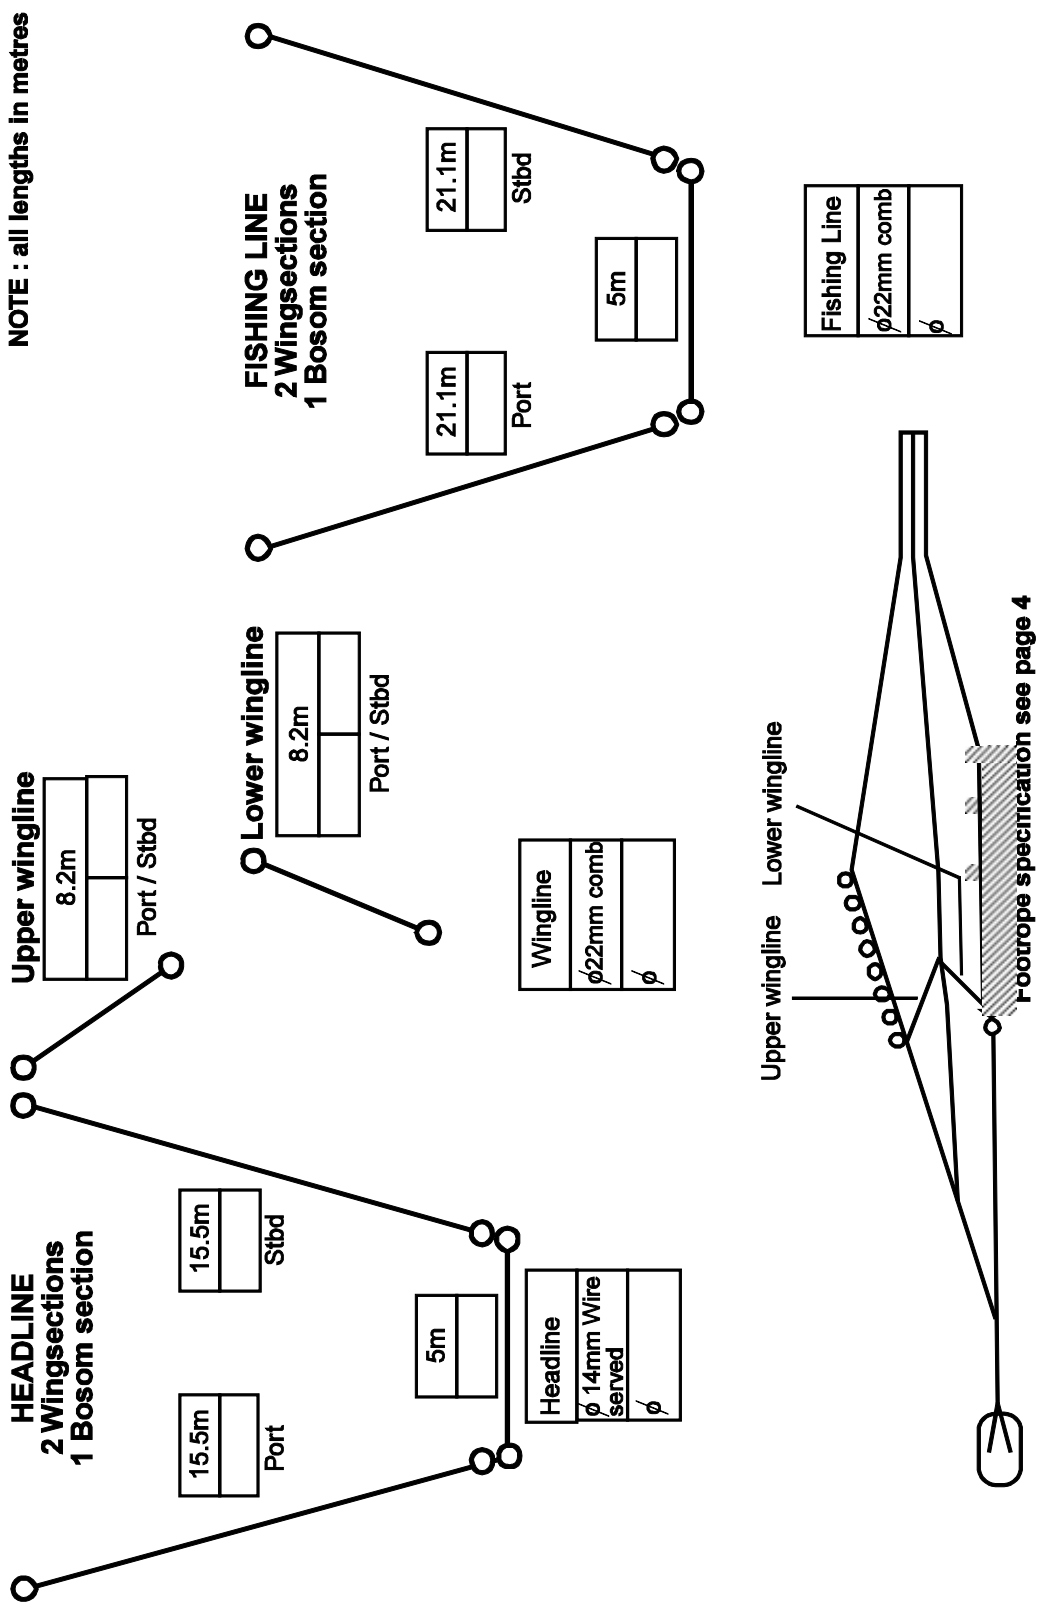 NOTE : all lengths in metres
HEADLINE
2 Wingsections
1 Bosom section
15.5m
Port
15.5m
Stbd
5m
Headline
ø 14mm Wire
served
ø
Upper wingline
8.2m
Port / Stbd
Lower wingline
8.2m
Port / Stbd
Wingline
ø22mm comb
ø
FISHING LINE
2 Wingsections
1 Bosom section
21.1m
Port
21.1m
Stbd
5m
Fishing Line
ø22mm comb
ø
Upper wingline
Lower wingline
Footrope specification see page 4